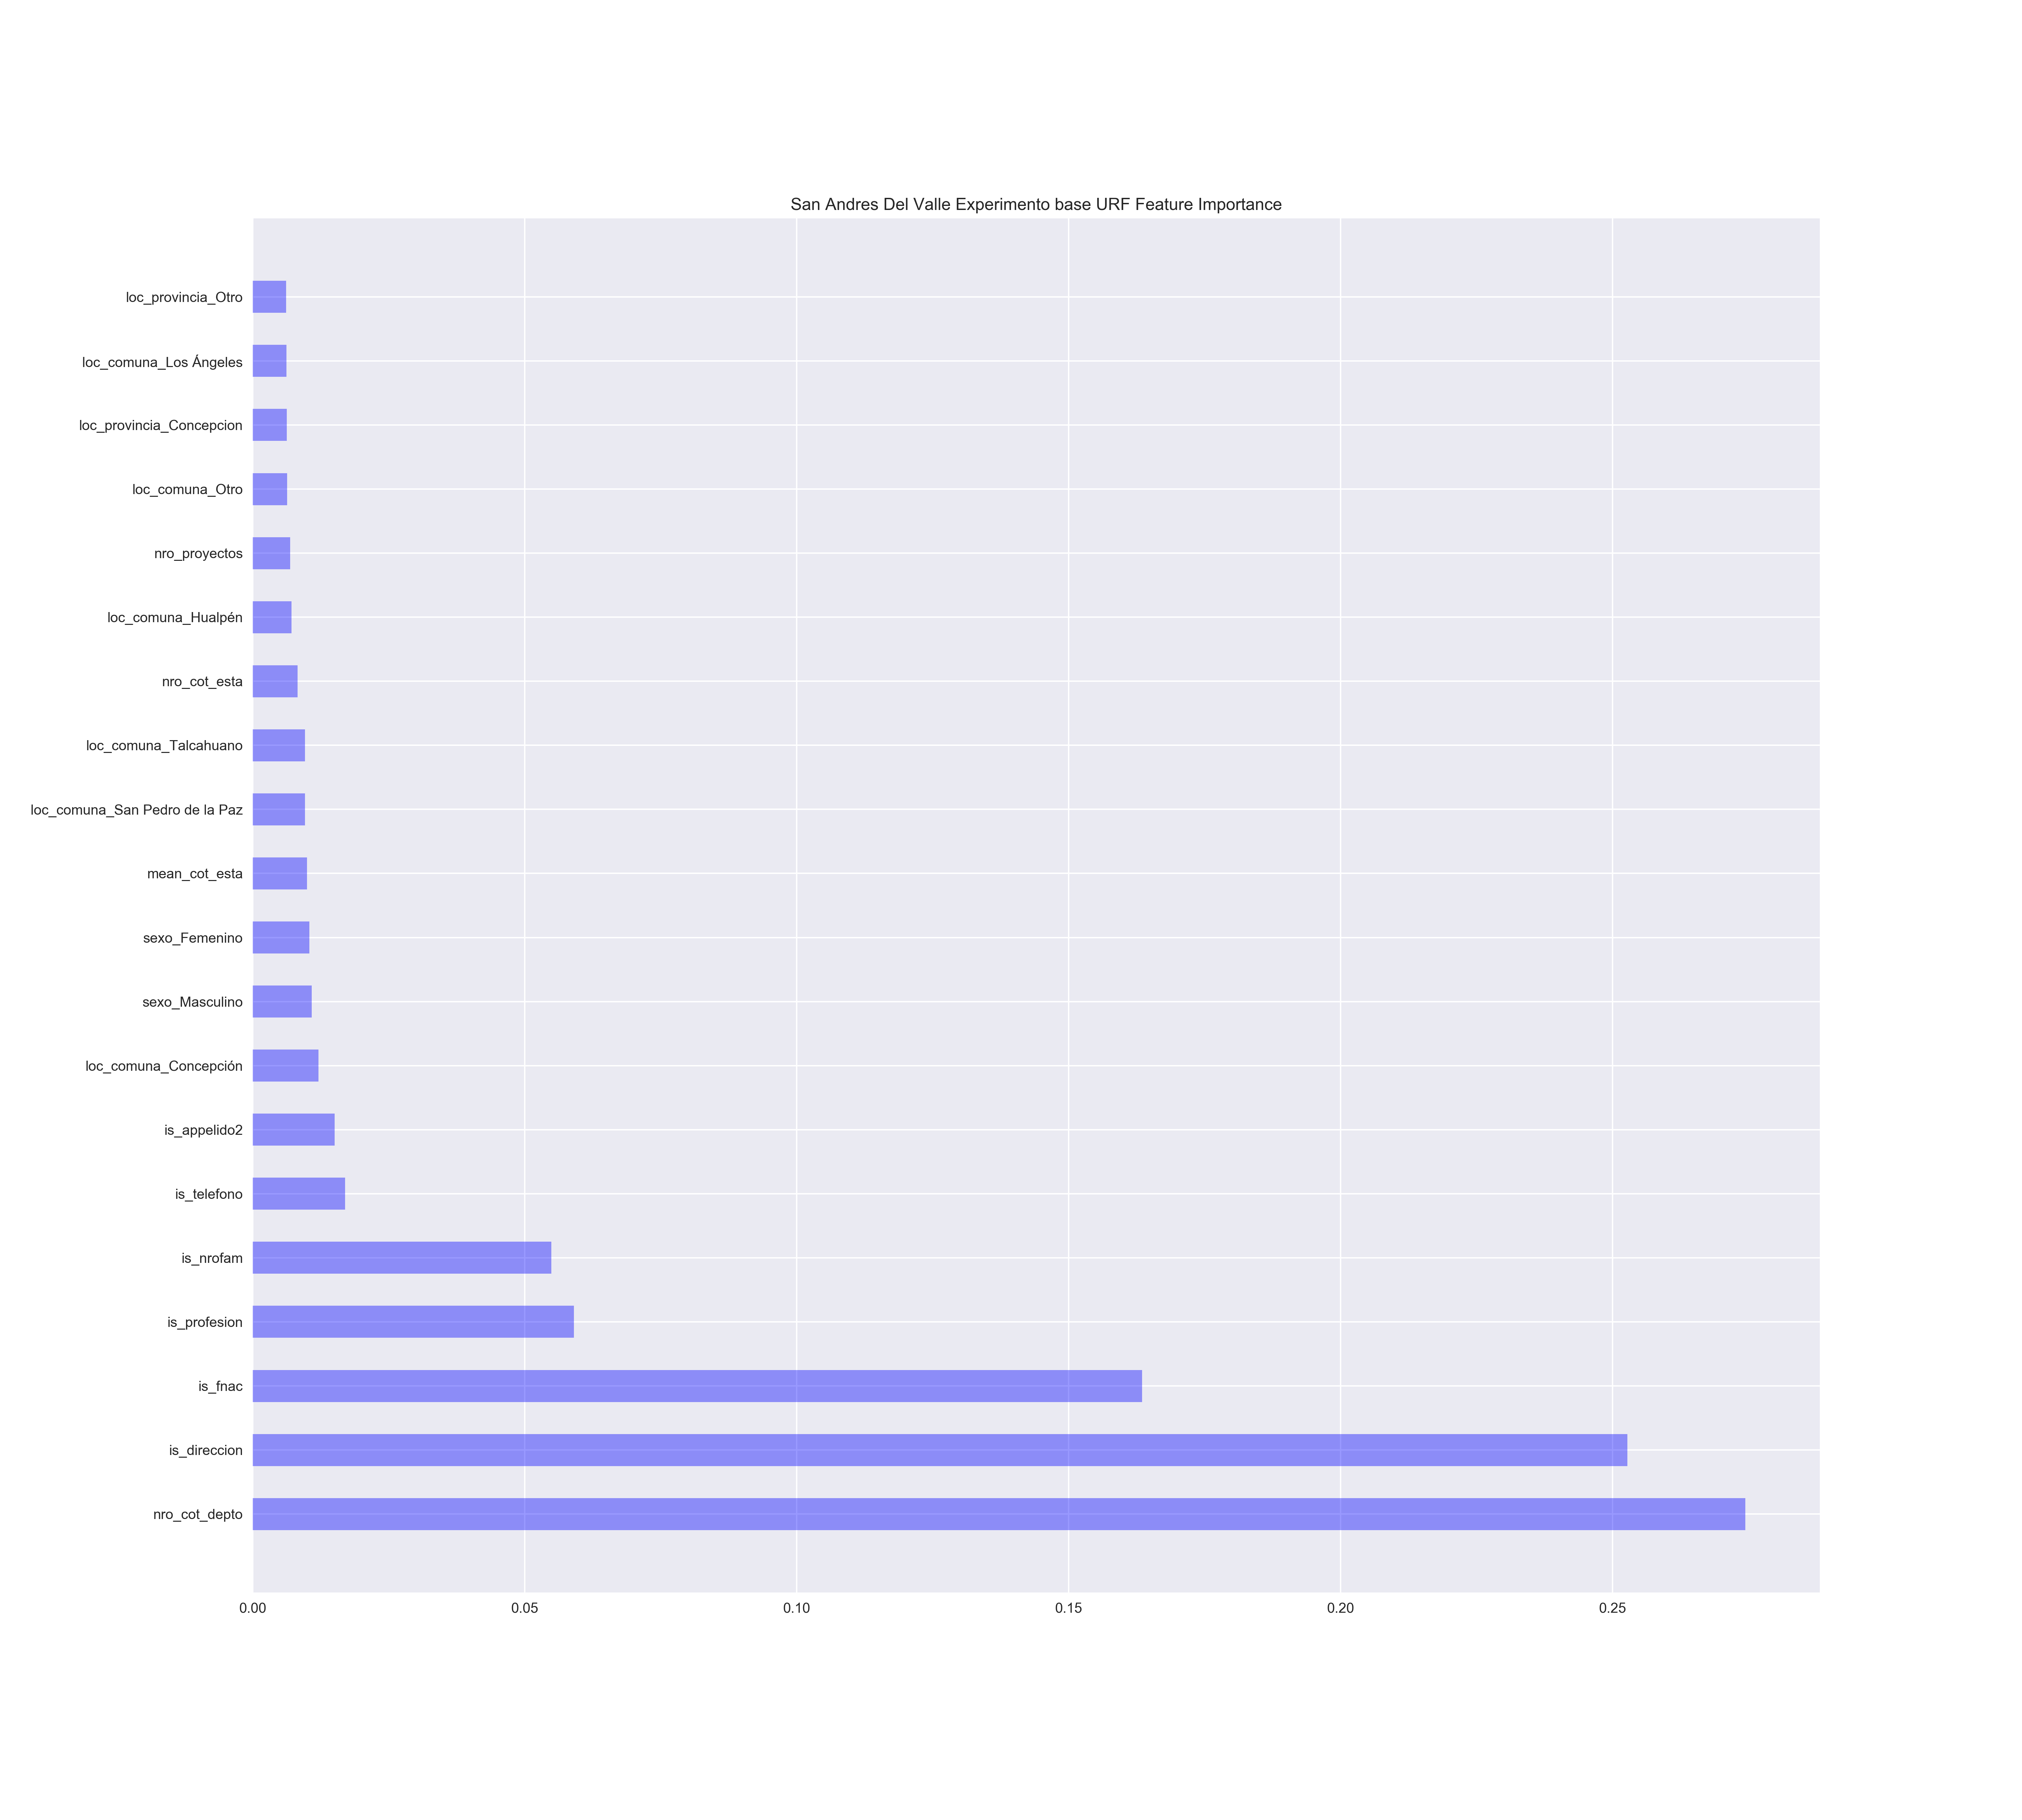 San Andres Del Valle Experimento base URF Feature Importance
loc_provincia_Otro
loc_comuna_Los Ángeles
loc_provincia_Concepcion
loc_comuna_Otro
nro_proyectos
loc_comuna_Hualpén
nro_cot_esta
loc_comuna_Talcahuano
loc_comuna_San Pedro de la Paz
mean_cot_esta
sexo_Femenino
sexo_Masculino
loc_comuna_Concepción
is_appelido2
is_telefono
is_nrofam
is_profesion
is_fnac
is_direccion
nro_cot_depto
0.00 0.05 0.10 0.15 0.20 0.25